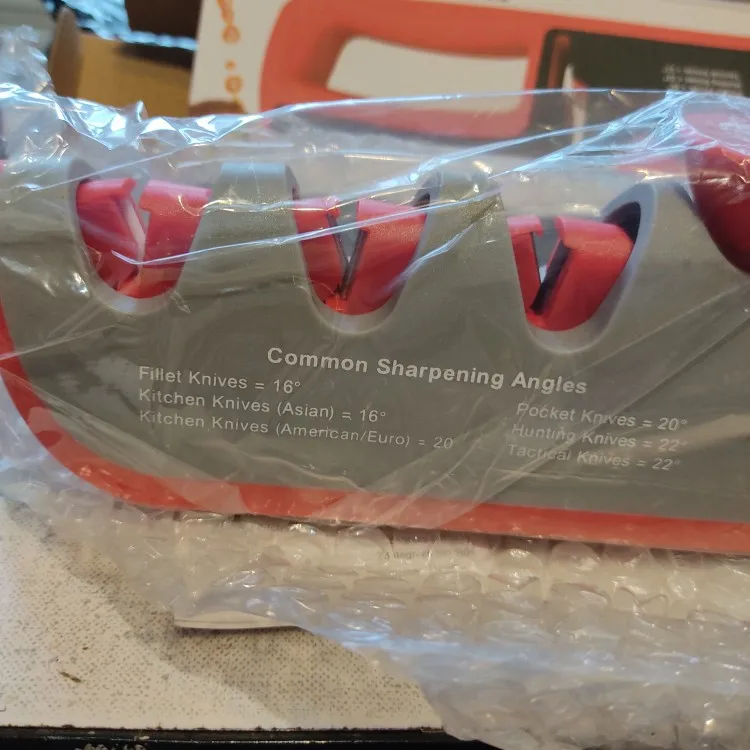 Common Sharpening Angles
Fillet Knives = 16°
Kitchen Knives (Asian) = 16°
Kitchen Knives (American/Euro) = 20
Pocket Knives = 20°
Hunting Knives = 22°
Tactical Knives = 22°